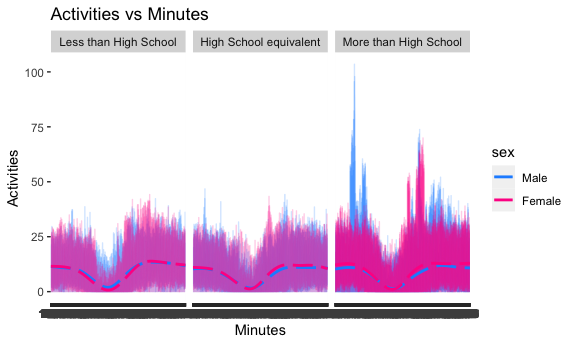 Activities vs Minutes
Less than High School
High School equivalent
More than High School
100
75
50
25
0
Activities
Minutes
sex
Male
Female